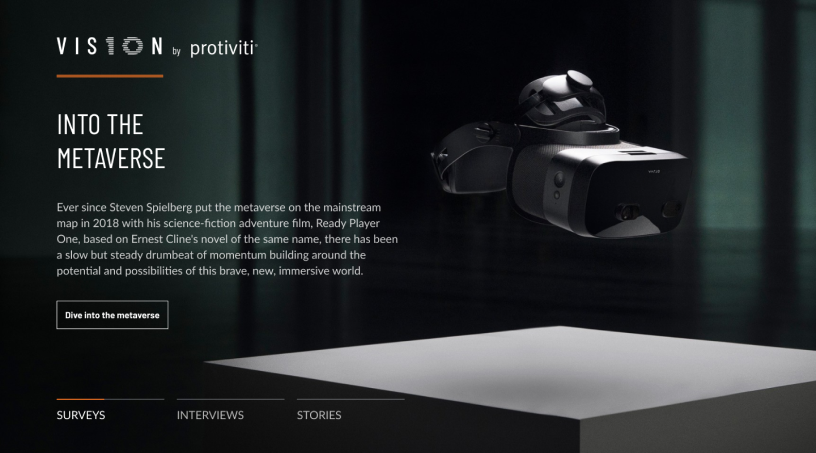 VIS1ON by protiviti®
INTO THE
METAVERSE
Ever since Steven Spielberg put the metaverse on the mainstream
map in 2018 with his science-fiction adventure film, Ready Player
One, based on Ernest Cline's novel of the same name, there has been
a slow but steady drumbeat of momentum building around the
potential and possibilities of this brave, new, immersive world.
Dive into the metaverse
SURVEYS INTERVIEWS STORIES